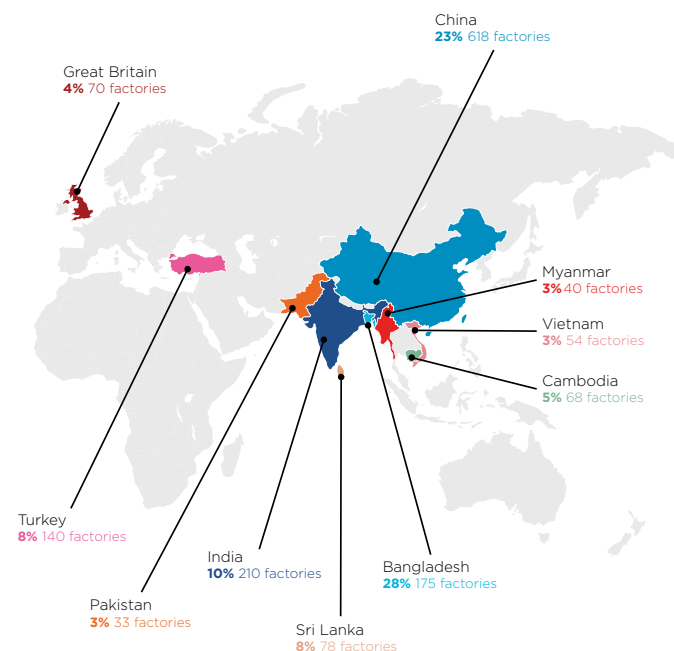 China
23% 618 factories
Great Britain
4% 70 factories
Myanmar
3%40 factories
Vietnam
3% 54 factories
Cambodia
5% 68 factories
Turkey
8% 140 factories
India
10% 210 factories
Bangladesh
28% 175 factories
Pakistan
3% 33 factories
Sri Lanka
8% 78 factories